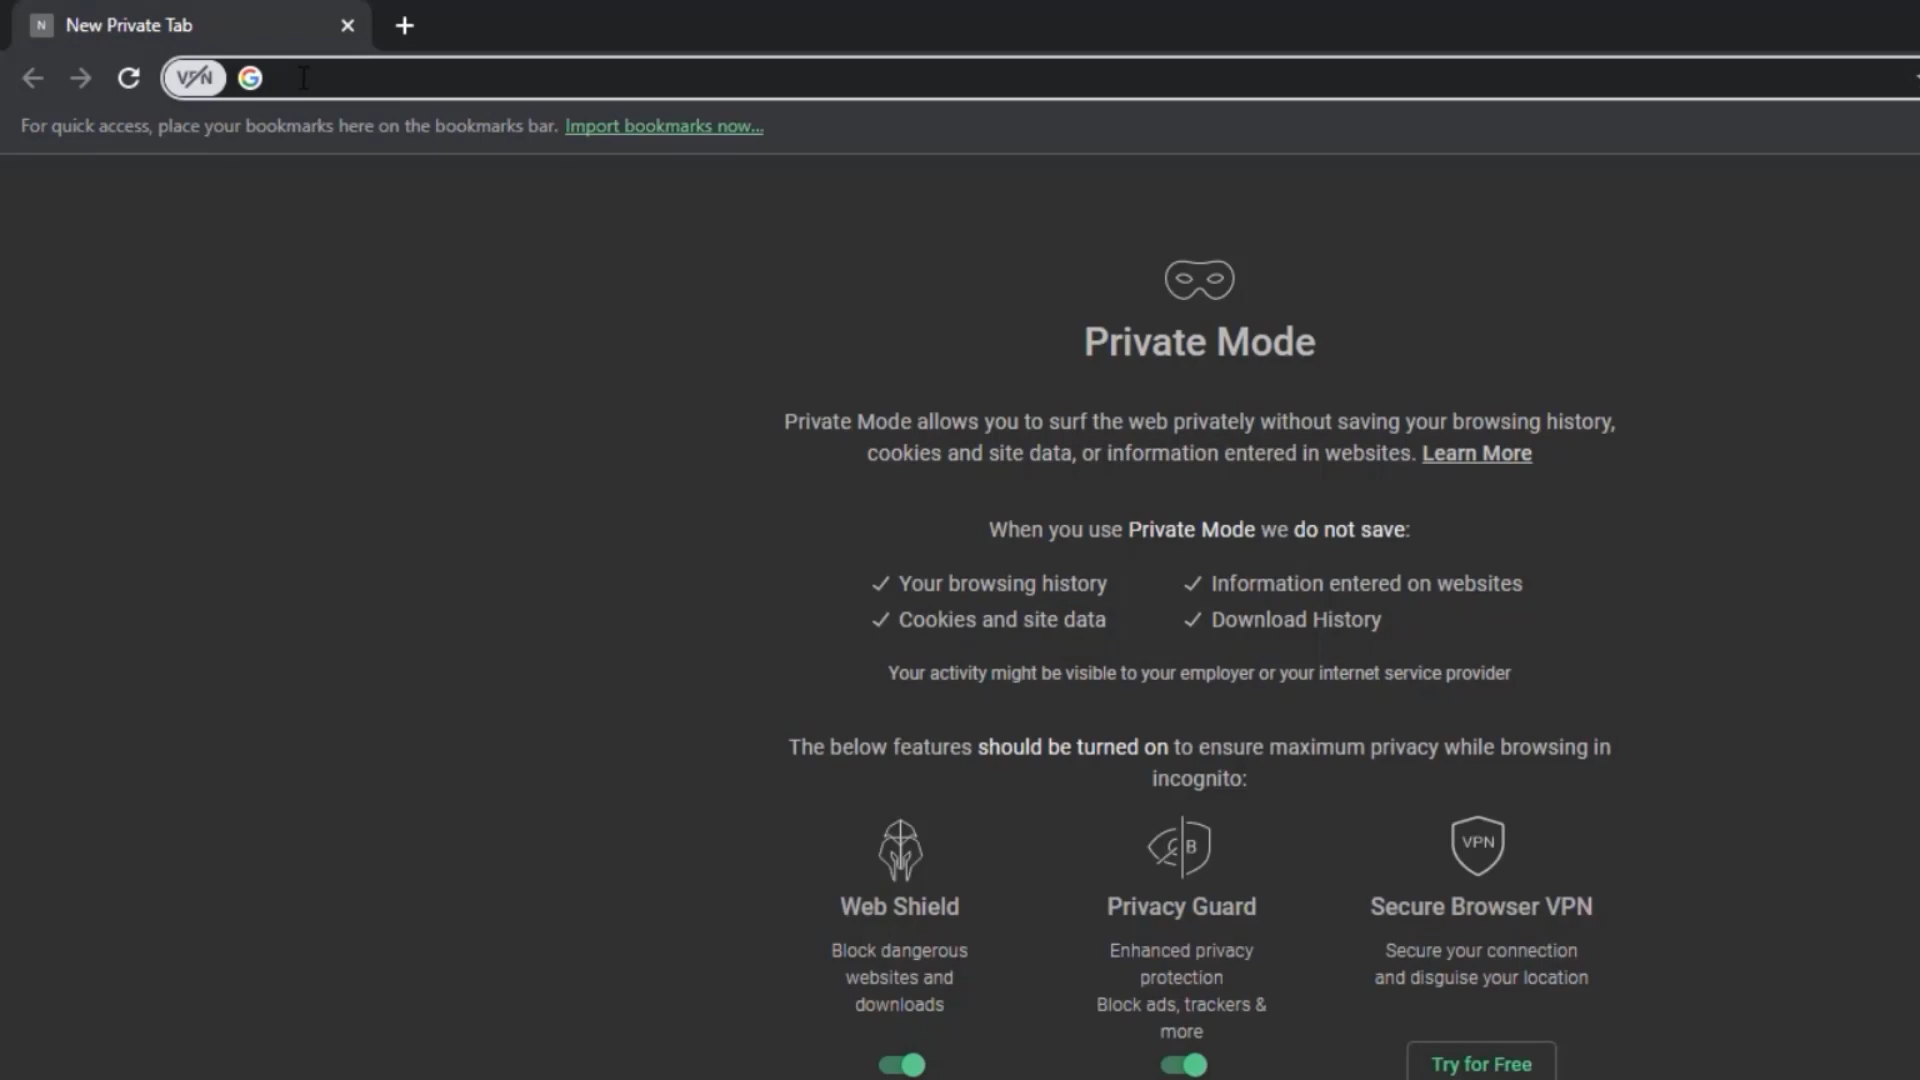 N New Private Tab
VPN
For quick access, place your bookmarks here on the bookmarks bar. Import bookmarks now...
Private Mode
Private Mode allows you to surf the web privately without saving your browsing history,
cookies and site data, or information entered in websites. Learn More
When you use Private Mode we do not save:
Your browsing history
Information entered on websites
Cookies and site data
Download History
Your activity might be visible to your employer or your internet service provider
The below features should be turned on to ensure maximum privacy while browsing in
incognito:
VPN
Web Shield
Privacy Guard
Secure Browser VPN
Block dangerous
websites and
downloads
Enhanced privacy
protection
Block ads, trackers &
more
Secure your connection
and disguise your location
Try for Free